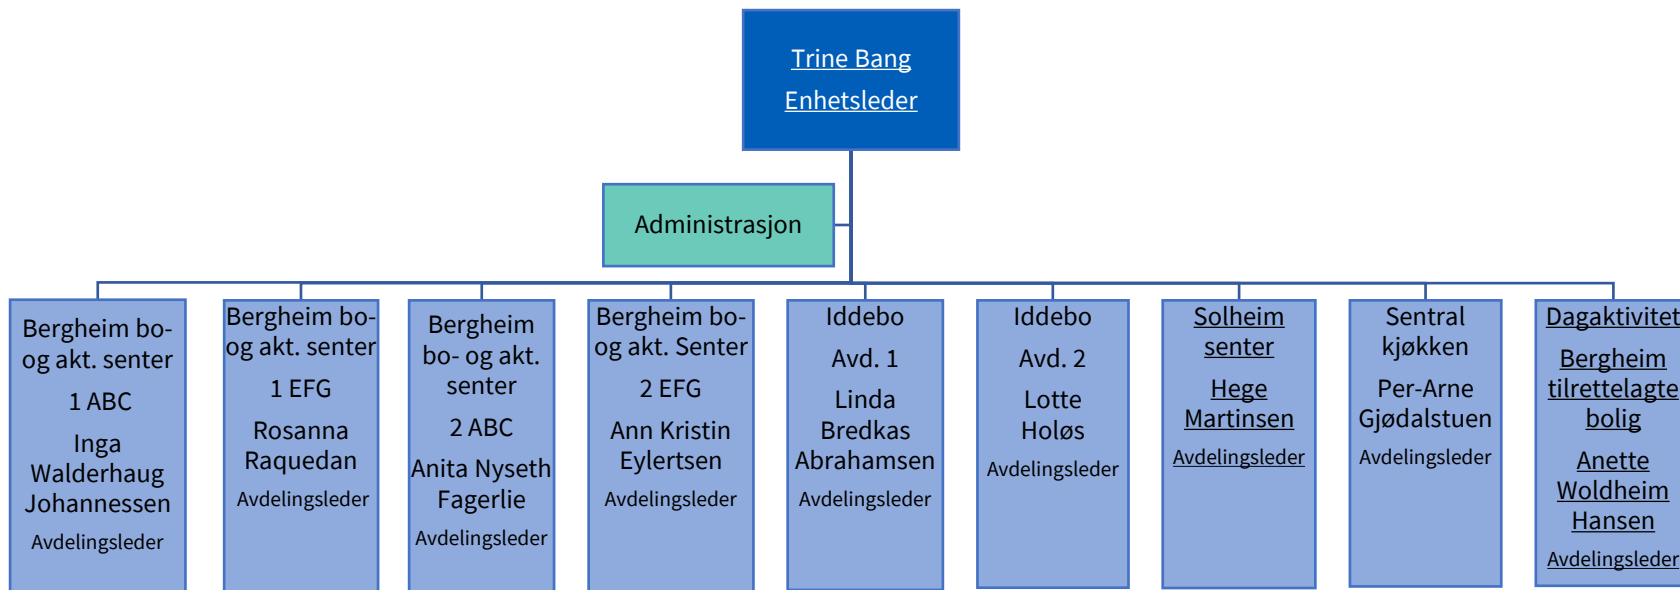 Trine Bang
Enhetsleder
Administrasjon
Bergheim bo-
og akt. senter
1 ABC
Inga
Walderhaug
Johannessen
Avdelingsleder
Bergheim bo-
og akt. senter
1 EFG
Rosanna
Raquedan
Avdelingsleder
Bergheim
bo- og akt.
senter
2 ABC
Anita Nyseth
Fagerlie
Avdelingsleder
Bergheim bo-
og akt. Senter
2 EFG
Ann Kristin
Eylertsen
Avdelingsleder
Iddebo
Avd. 1
Linda
Bredkas
Abrahamsen
Avdelingsleder
Iddebo
Avd. 2
Lotte
Holøs
Avdelingsleder
Solheim
senter
Hege
Martinsen
Avdelingsleder
Sentral
kjøkken
Per-Arne
Gjødalstuen
Avdelingsleder
Dagaktivitet
Bergheim
tilrettelagte
bolig
Anette
Woldheim
Hansen
Avdelingsleder